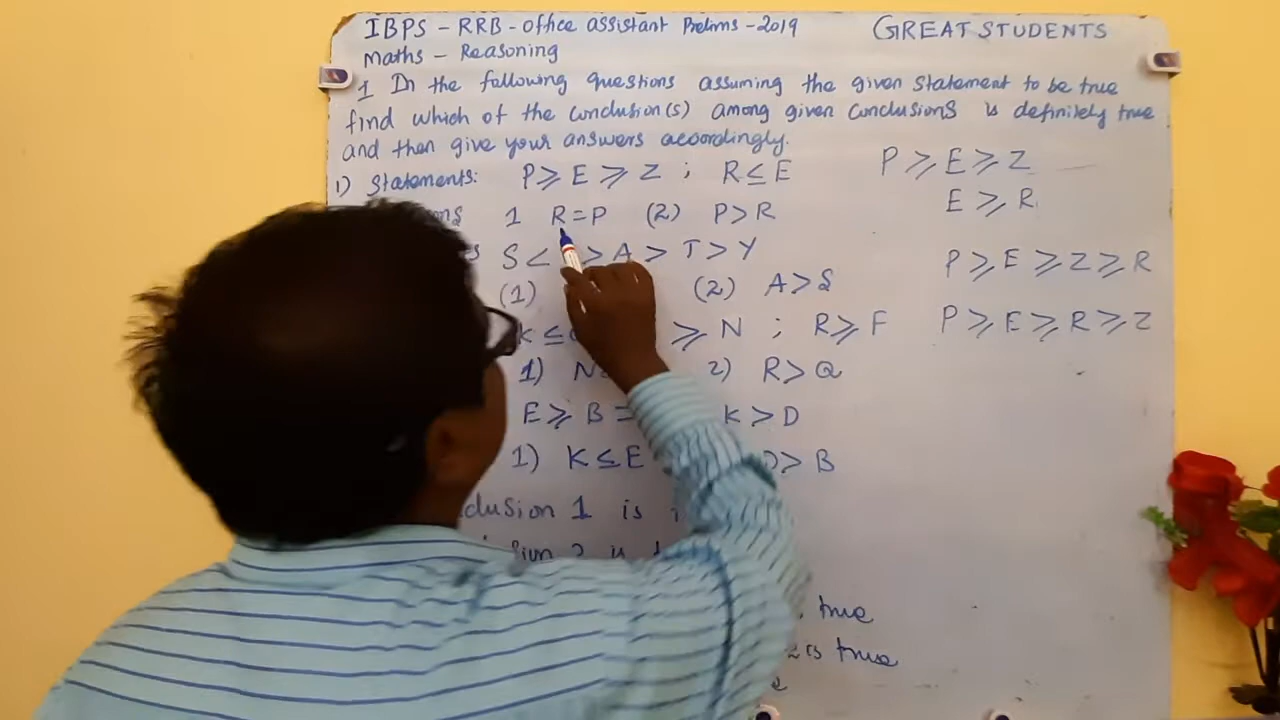 IBPS - RRB - office assistant Prelims - 2019
GREAT STUDENTS
Maths - Reasoning
1 In the following questions assuming the given statement to be true
find which of the conclusion(s) among given conclusions is definitely true
and then give your answers accordingly.
1) Statements: P ⩾ E ⩾ Z ; R ≤ E
1 R = P (2) P > R
S < > A > T > Y
(1) (2) A > S
K ≤ ⩾ N ; R ⩾ F
1) N 2) R > Q
E ⩾ B = K > D
1) K ≤ E > B
clusion 1 is
2 is
true
is true
P ⩾ E ⩾ Z
E ⩾ R
P ⩾ E ⩾ Z ⩾ R
P ⩾ E ⩾ R ⩾ Z